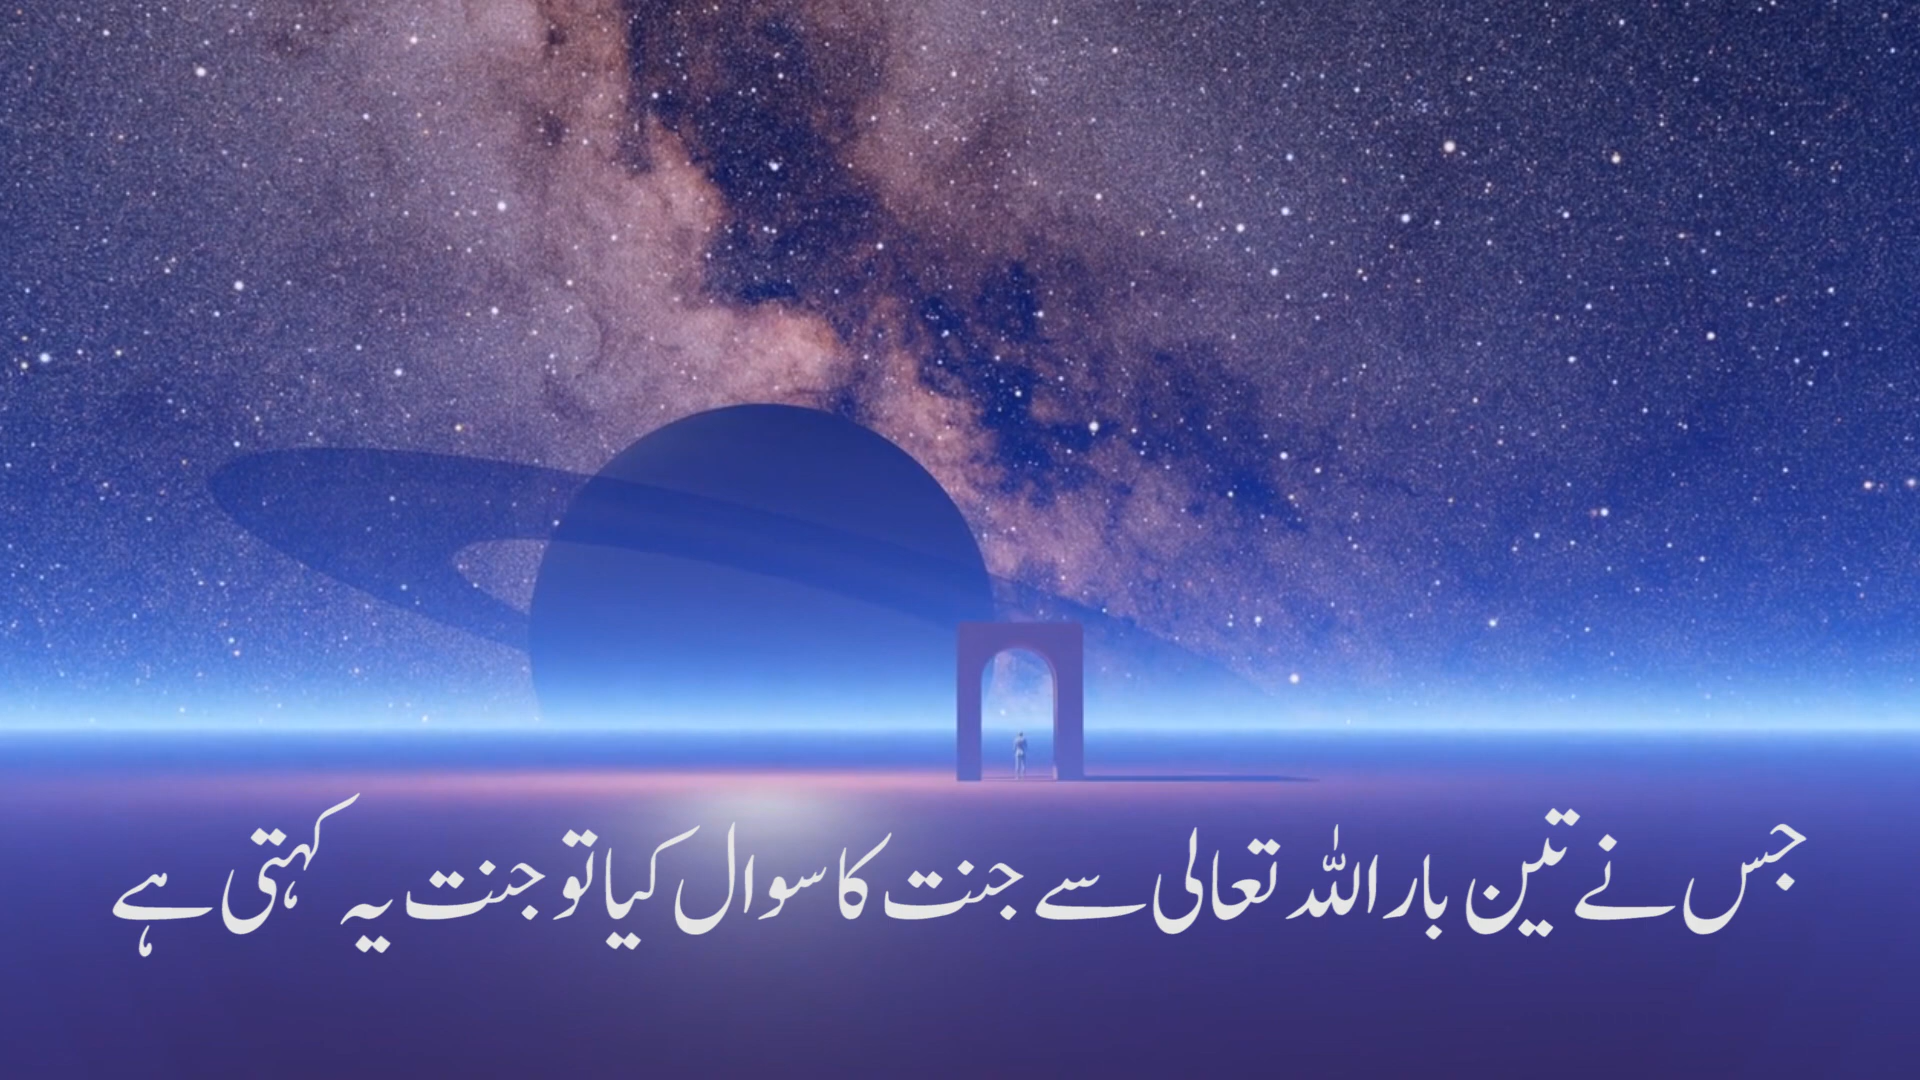 جس نے تین بار اللہ تعالی سے جنت کا سوال کیا تو جنت یہ کہتی ہے